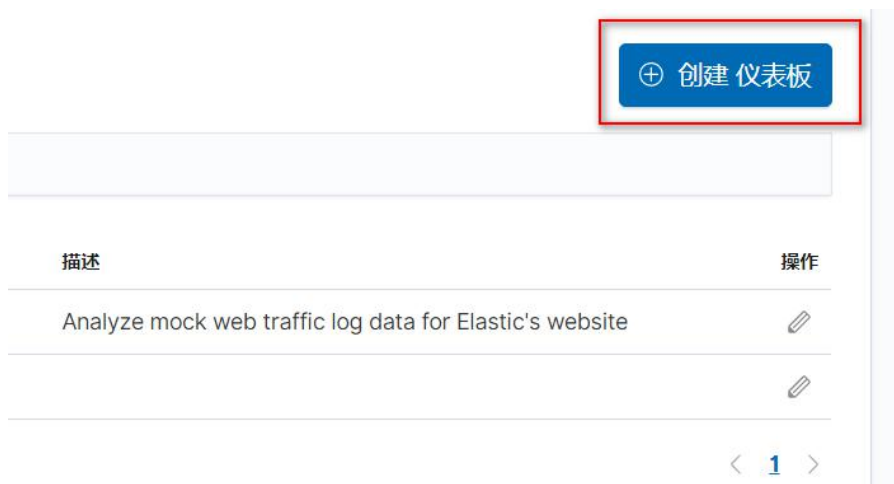 创建 仪表板
描述 操作
Analyze mock web traffic log data for Elastic's website
1